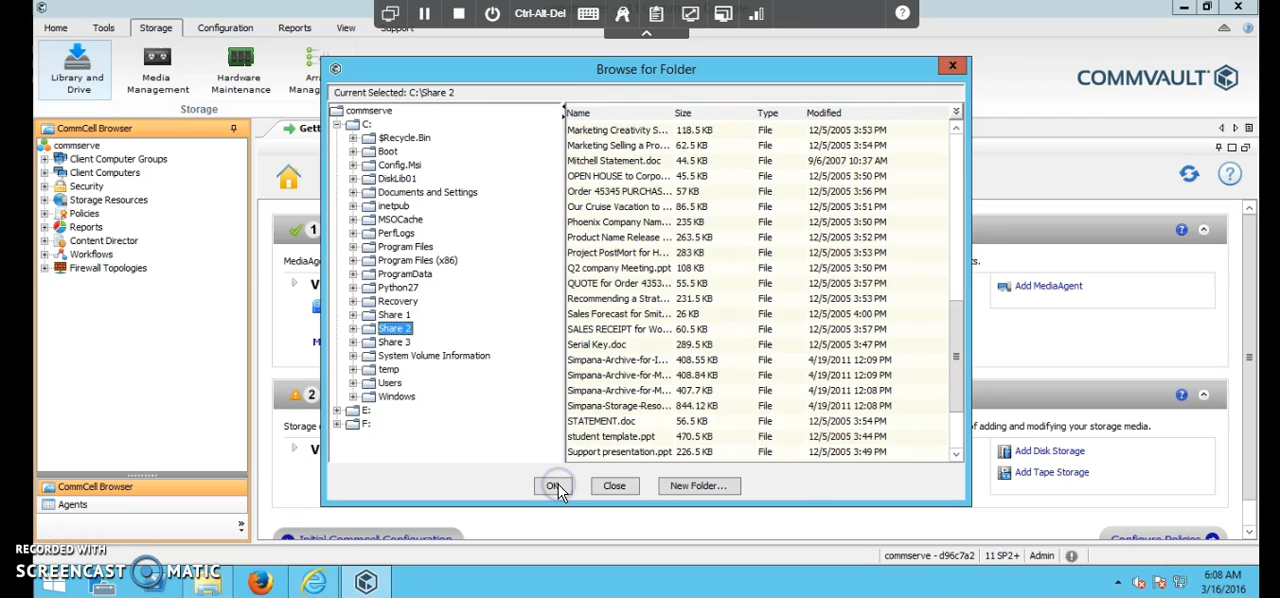 Ctrl-Alt-Del
Home Tools Storage Configuration Reports View Support
Library and Drive
Media Management
Hardware Maintenance
Storage
COMMVAULT
CommCell Browser
commserve
Client Computer Groups
Client Computers
Security
Storage Resources
Policies
Reports
Content Director
Workflows
Firewall Topologies
CommCell Browser
Agents
Gett
1
MediaAg
V
M
2
Storage d
V
Browse for Folder
Current Selected: C:\Share 2
commserve
C:
$Recycle.Bin
Boot
Config.Msi
DiskLib01
Documents and Settings
inetpub
MSOCache
PerfLogs
Program Files
Program Files (x86)
ProgramData
Python27
Recovery
Share 1
Share 2
Share 3
System Volume Information
temp
Users
Windows
E:
F:
Name Size Type Modified
Marketing Creativity S... 118.5 KB File 12/5/2005 3:53 PM
Marketing Selling a Pro... 62.5 KB File 12/5/2005 3:54 PM
Mitchell Statement.doc 44.5 KB File 9/6/2007 10:37 AM
OPEN HOUSE to Corpo... 45.5 KB File 12/5/2005 3:50 PM
Order 45345 PURCHAS... 57 KB File 12/5/2005 3:56 PM
Our Cruise Vacation to ... 86.5 KB File 12/5/2005 3:51 PM
Phoenix Company Nam... 235 KB File 12/5/2005 3:50 PM
Product Name Release ... 263.5 KB File 12/5/2005 3:52 PM
Project PostMort for H... 283 KB File 12/5/2005 3:53 PM
Q2 company Meeting.ppt 108 KB File 12/5/2005 3:50 PM
QUOTE for Order 4353... 55.5 KB File 12/5/2005 3:57 PM
Recommending a Strat... 231.5 KB File 12/5/2005 3:53 PM
Sales Forecast for Smit... 26 KB File 12/5/2005 4:00 PM
SALES RECEIPT for Wo... 60.5 KB File 12/5/2005 3:57 PM
Serial Key.doc 289.5 KB File 12/5/2005 3:47 PM
Simpana-Archive-for-I... 408.55 KB File 4/19/2011 12:09 PM
Simpana-Archive-for-M... 408.84 KB File 4/19/2011 12:09 PM
Simpana-Archive-for-M... 407.7 KB File 4/19/2011 12:08 PM
Simpana-Storage-Reso... 844.12 KB File 4/19/2011 12:08 PM
STATEMENT.doc 56.5 KB File 12/5/2005 3:54 PM
student template.ppt 470.5 KB File 12/5/2005 3:44 PM
Support presentation.ppt 226.5 KB File 12/5/2005 3:49 PM
OK Close New Folder...
Add MediaAgent
of adding and modifying your storage media.
Add Disk Storage
Add Tape Storage
Initial Commcell Configuration
Configure Policies
commserve - d96c7a2 11 SP2+ Admin
RECORDED WITH
SCREENCAST MATIC
6:08 AM
3/16/2016